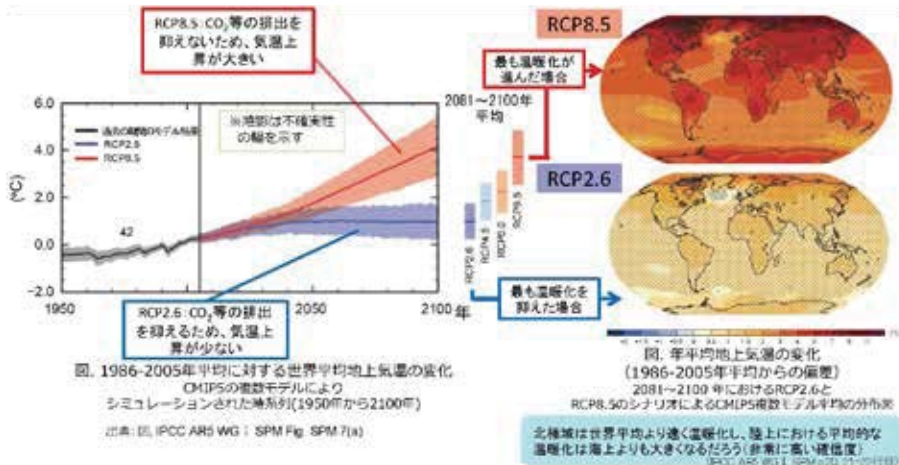 RCP8.5：CO₂等の排出を
抑えないため、気温上
昇が大きい
RCP8.5
最も温暖化が
進んだ場合
2081～2100年
平均
6.0
4.0
2.0
0.0
−2.0
(°C)
RCP2.6
RCP8.5
※陰影は不確実性
の幅を示す
42
1950
2050
2100 年
RCP2.6
RCP4.5
RCP8.5
RCP2.6
最も温暖化を
抑えた場合
RCP2.6：CO₂等の排出
を抑えるため、気温上
昇が少ない
図. 1986-2005年平均に対する世界平均地上気温の変化
CMIP5の複数モデルにより
シミュレーションされた時系列(1950年から2100年)
出典：図, IPCC AR5 WG I SPM Fig SPM 7(a)
図. 年平均地上気温の変化
(1986-2005年平均からの偏差)
2081～2100 年におけるRCP2.6と
RCP8.5のシナリオによるCMIP5複数モデル平均の分布図
北極域は世界平均より速く温暖化し、陸上における平均的な
温暖化は海上よりも大きくなるだろう(非常に高い確信度)